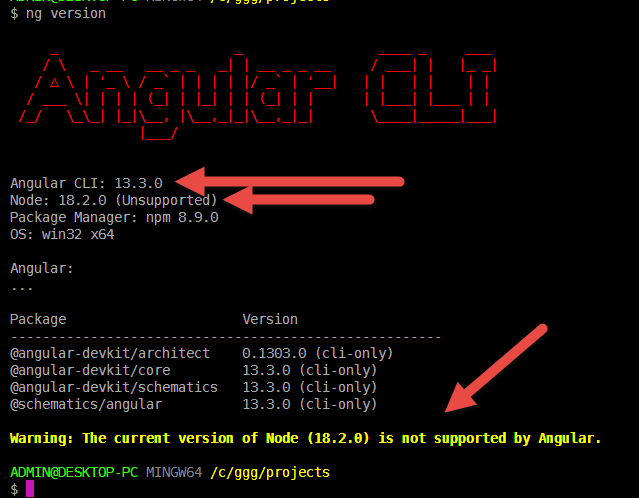 ADMIN@DESKTOP-PC MINGW64 /c/ggg/projects
$ ng version
Angular CLI
Angular CLI: 13.3.0
Node: 18.2.0 (Unsupported)
Package Manager: npm 8.9.0
OS: win32 x64
Angular:
...
Package Version
------------------------------------------------------
@angular-devkit/architect 0.1303.0 (cli-only)
@angular-devkit/core 13.3.0 (cli-only)
@angular-devkit/schematics 13.3.0 (cli-only)
@schematics/angular 13.3.0 (cli-only)
Warning: The current version of Node (18.2.0) is not supported by Angular.
ADMIN@DESKTOP-PC MINGW64 /c/ggg/projects
$